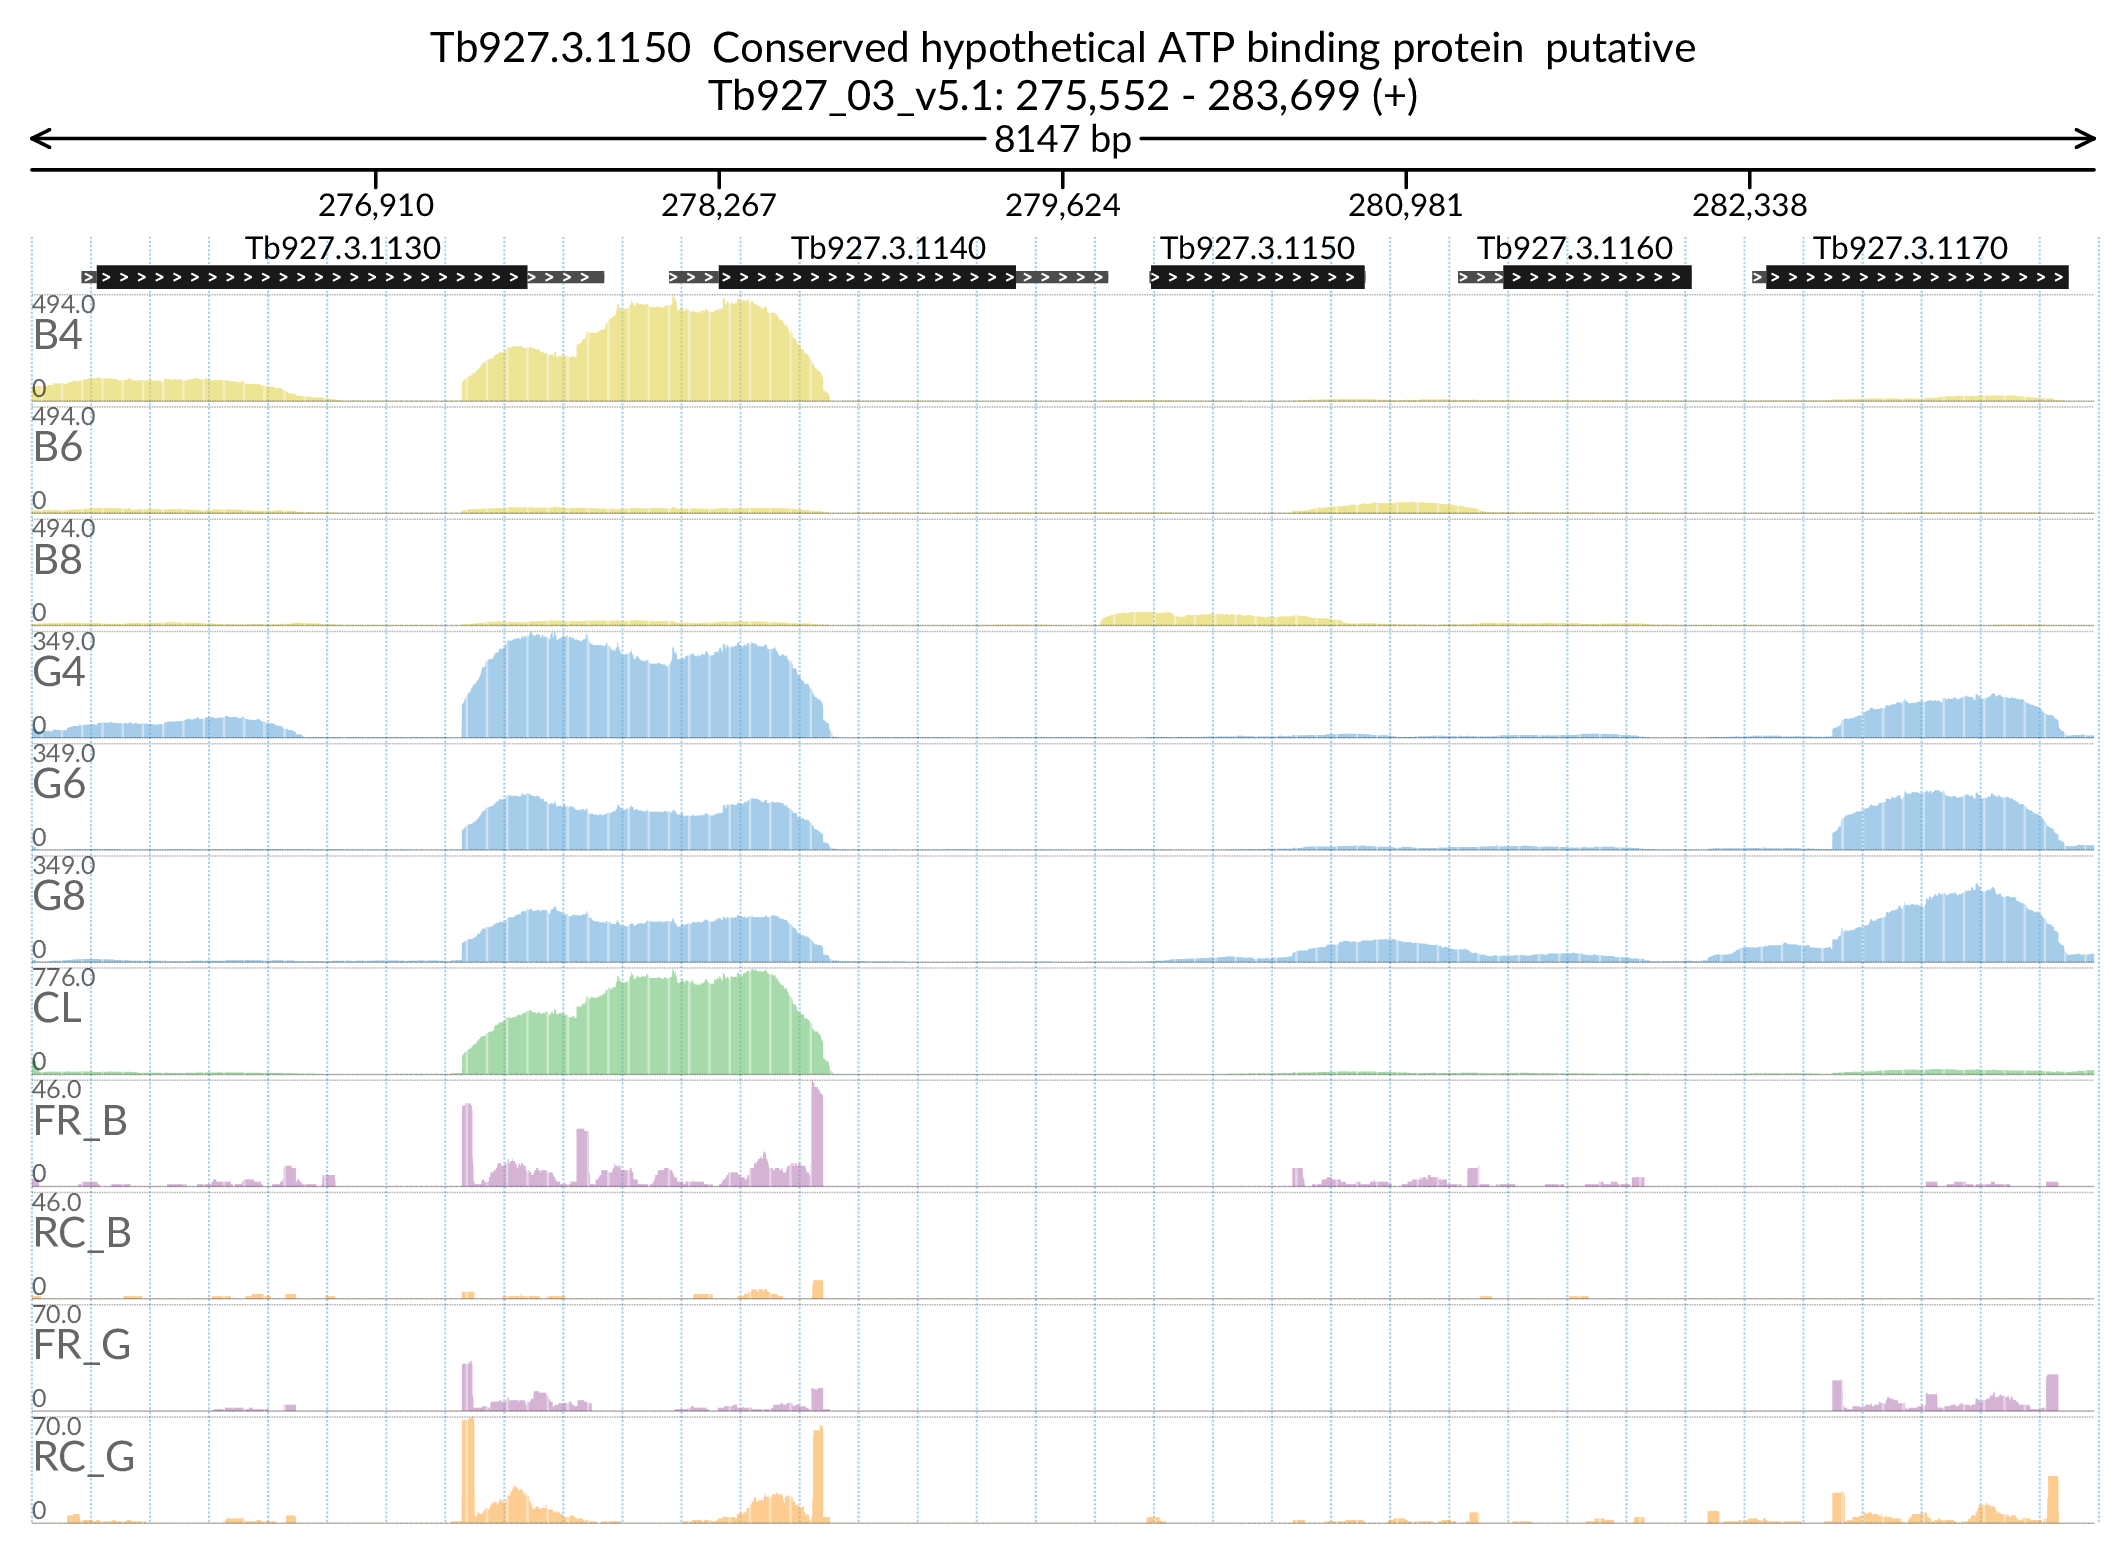 Tb927.3.1150  Conserved hypothetical ATP binding protein  putative
Tb927_03_v5.1: 275,552 - 283,699 (+)
8147 bp
276,910 278,267 279,624 280,981 282,338
Tb927.3.1130 Tb927.3.1140 Tb927.3.1150 Tb927.3.1160 Tb927.3.1170
494.0
B4
0
494.0
B6
0
494.0
B8
0
349.0
G4
0
349.0
G6
0
349.0
G8
0
776.0
CL
0
46.0
FR_B
0
46.0
RC_B
0
70.0
FR_G
0
70.0
RC_G
0